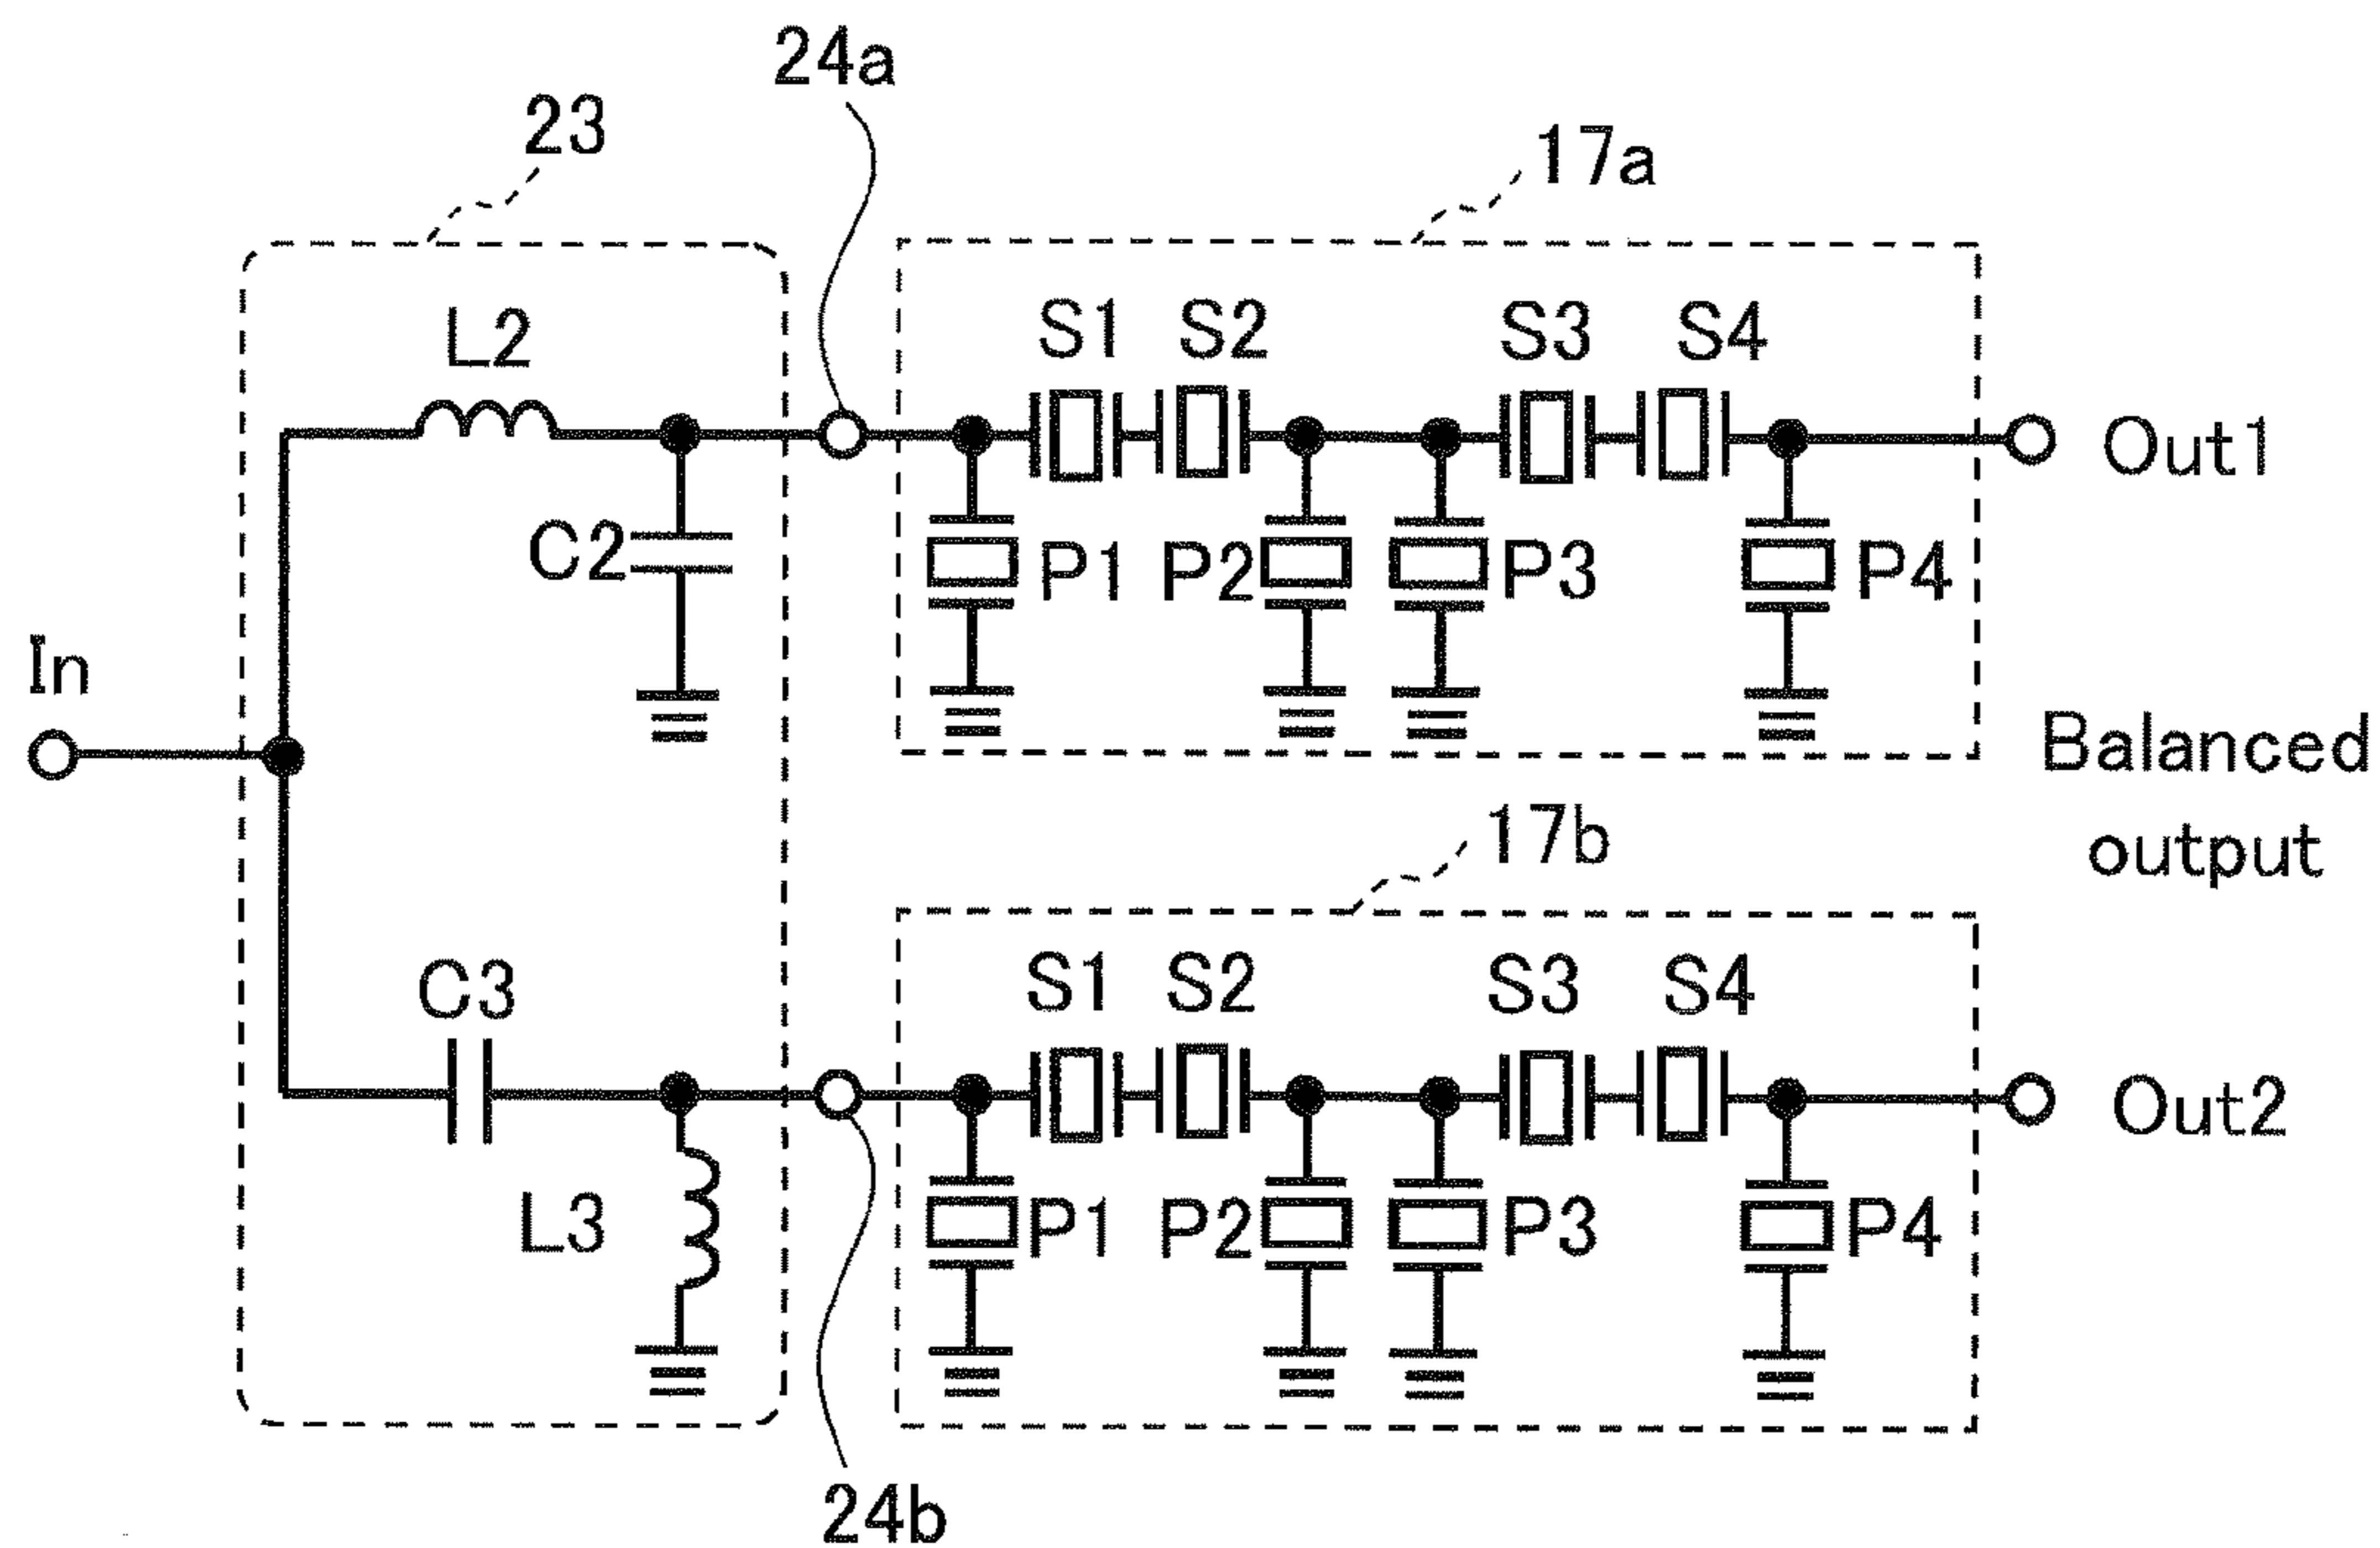 24a
23
17a
L2
S1 S2 S3 S4
Out1
C2
P1 P2 P3 P4
In
Balanced
output
17b
C3
S1 S2 S3 S4
Out2
L3
P1 P2 P3 P4
24b